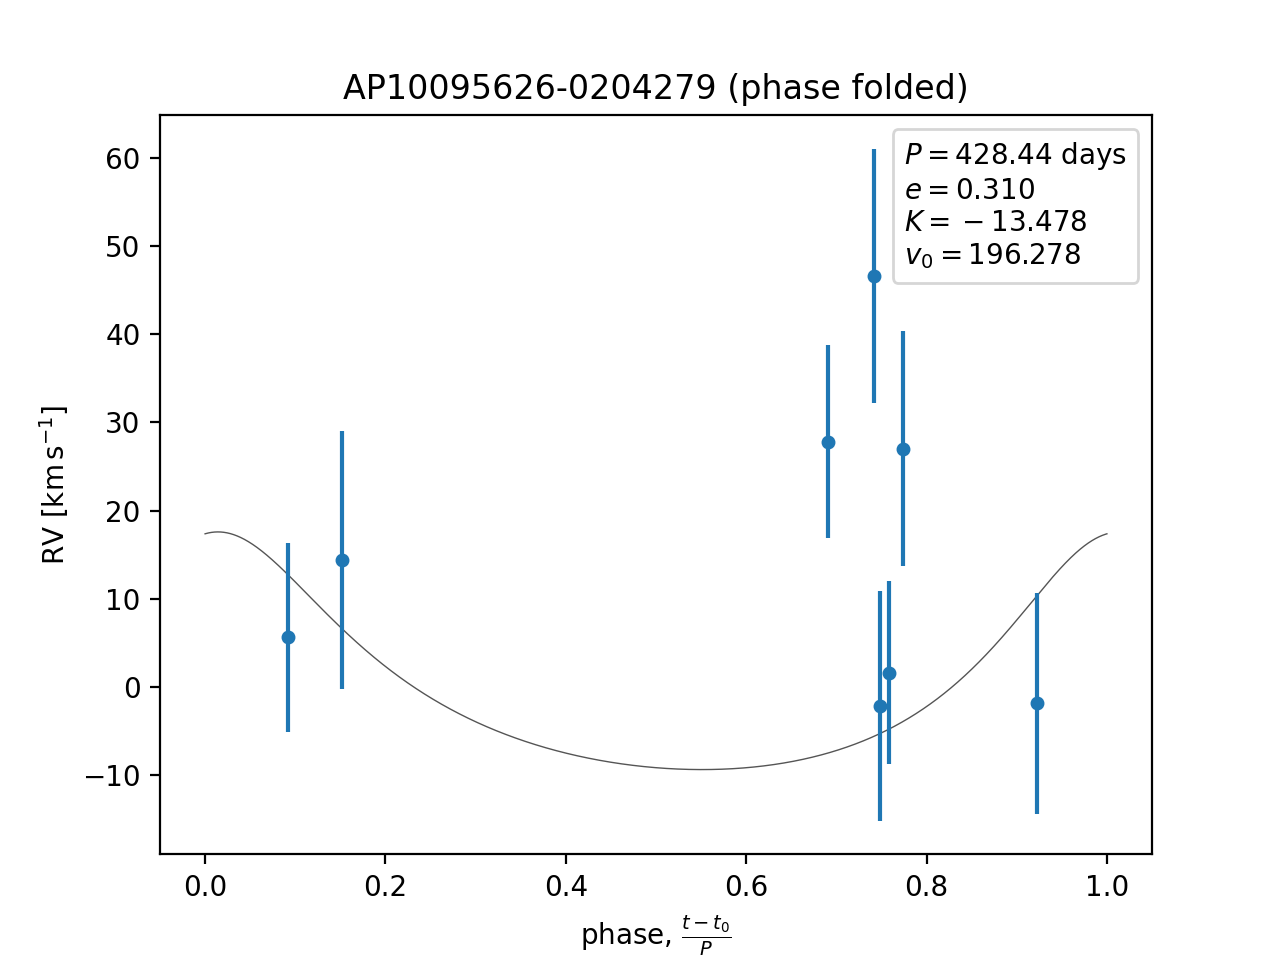 AP10095626-0204279 (phase folded)
P = 428.44 days
e = 0.310
K = −13.478
v₀ = 196.278
60
50
40
30
20
10
0
−10
RV [km s⁻¹]
0.0 0.2 0.4 0.6 0.8 1.0
phase, (t − t₀)/P